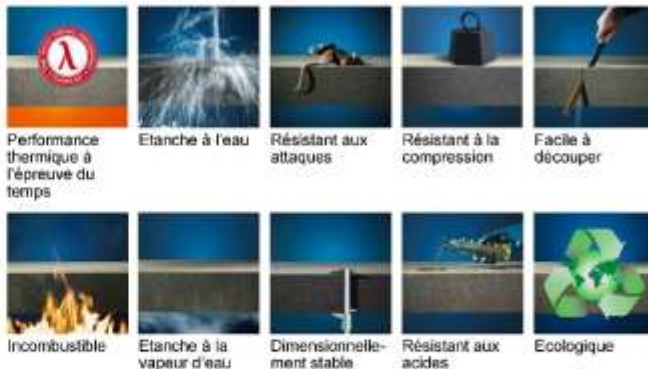 λ
Performance
thermique à
l'épreuve du
temps
Etanche à l'eau
Résistant aux
attaques
Résistant à la
compression
Facile à
découper
Incombustible
Etanche à la
vapeur d'eau
Dimensionnelle-
ment stable
Résistant aux
acides
Ecologique